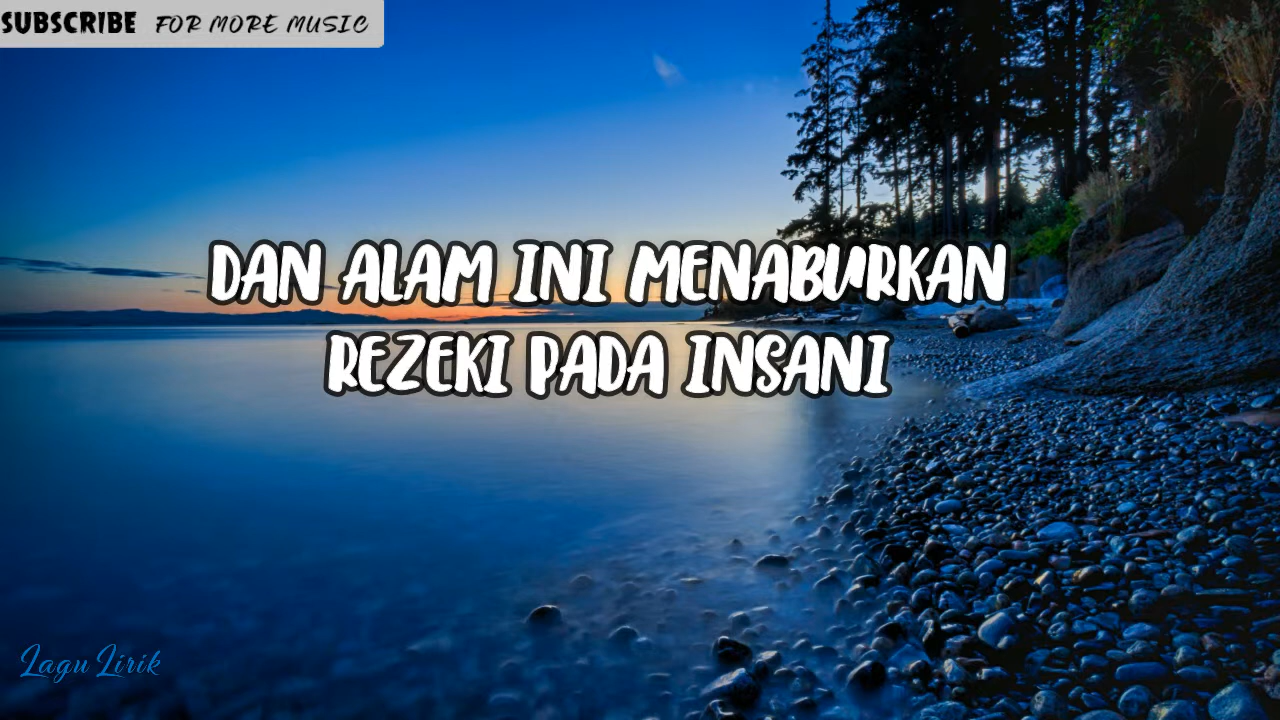 SUBSCRIBE FOR MORE MUSIC
DAN ALAM INI MENABURKAN
REZEKI PADA INSANI
Lagu Lirik